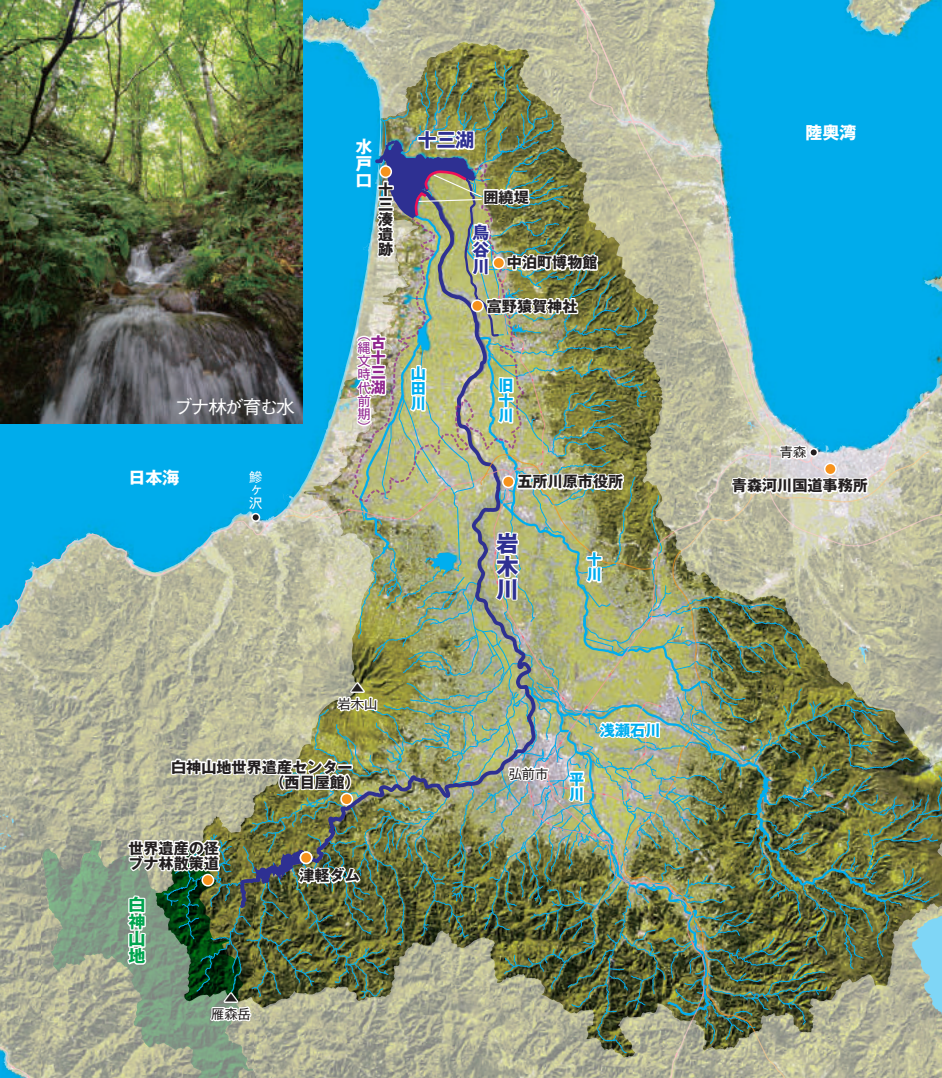 ブナ林が育む水
陸奥湾
十三湖
水戸口
十三湊遺跡
囲繞堤
鳥谷川
中泊町博物館
富野猿賀神社
古十三湖
(縄文時代前期)
山田川
旧十川
青森
青森河川国道事務所
日本海
鰺ヶ沢
五所川原市役所
岩木川
十川
岩木山
浅瀬石川
白神山地世界遺産センター
(西目屋館)
弘前市
平川
世界遺産の径
ブナ林散策道
津軽ダム
白神山地
雁森岳